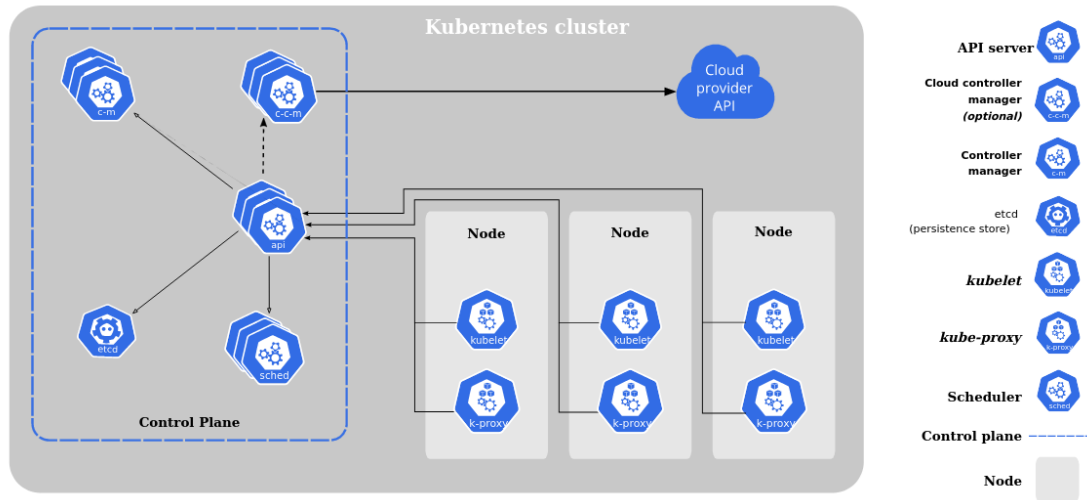 Kubernetes cluster
c-m
c-c-m
Cloud
provider
API
api
Node
Node
Node
kubelet
kubelet
kubelet
etcd
sched
k-proxy
k-proxy
k-proxy
Control Plane
API server
api
Cloud controller
manager
(optional)
c-c-m
Controller
manager
c-m
etcd
(persistence store)
etcd
kubelet
kubelet
kube-proxy
k-proxy
Scheduler
sched
Control plane
Node